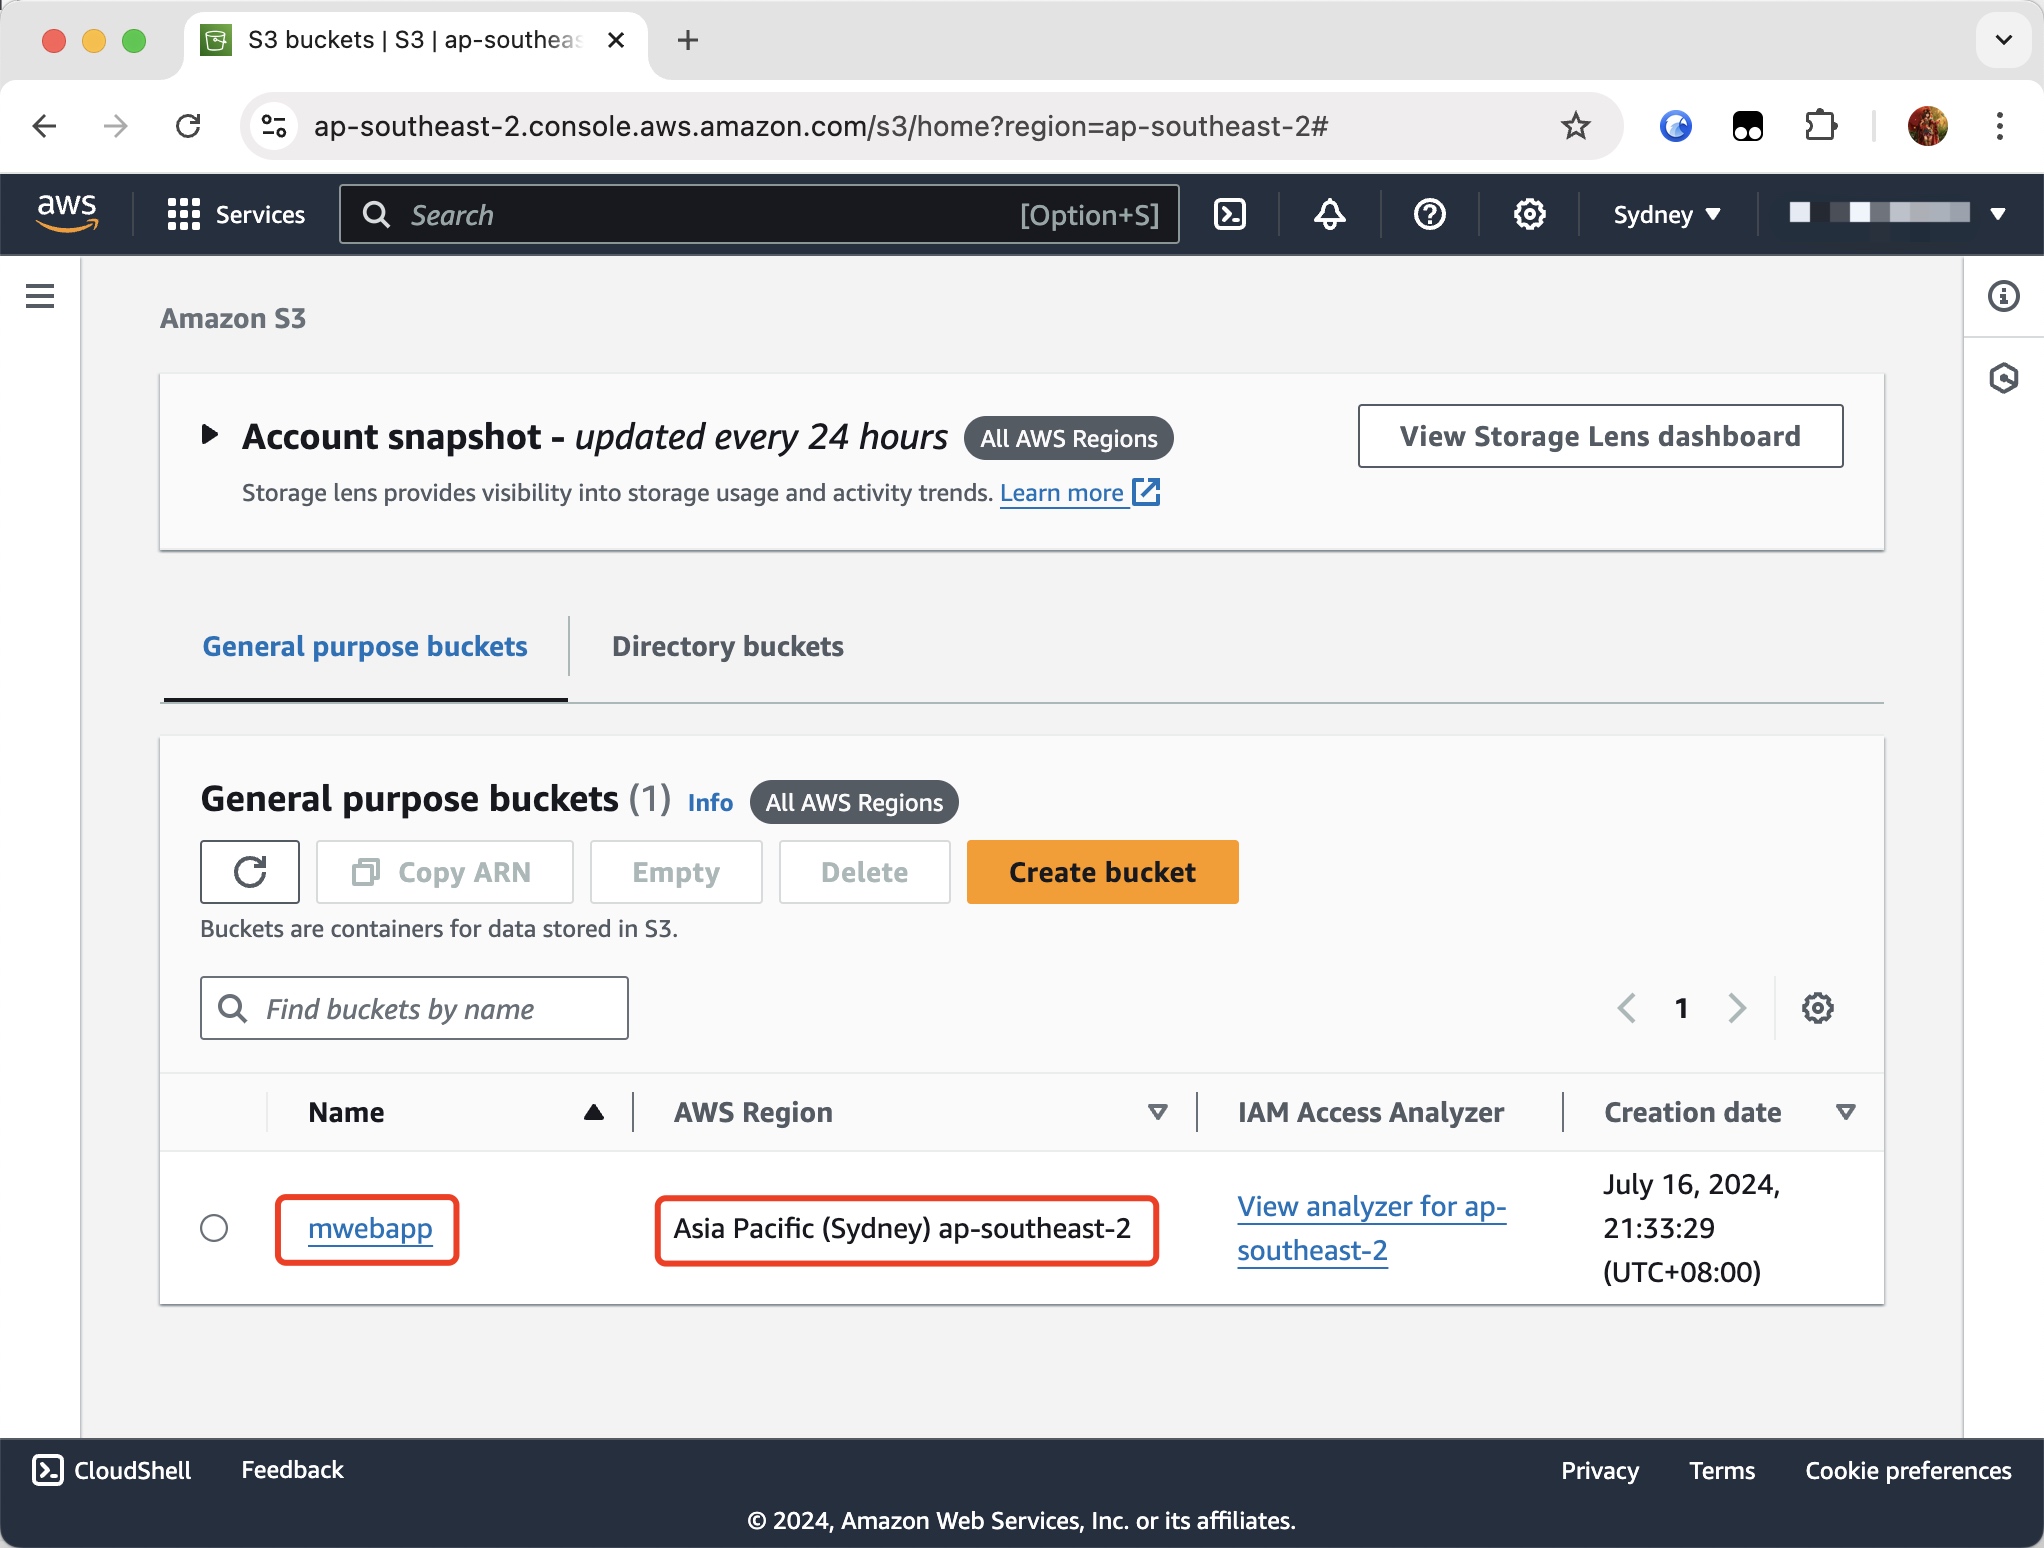 S3 buckets | S3 | ap-southeas
ap-southeast-2.console.aws.amazon.com/s3/home?region=ap-southeast-2#
aws
Services
Search
[Option+S]
Sydney
Amazon S3
Account snapshot - updated every 24 hours
All AWS Regions
View Storage Lens dashboard
Storage lens provides visibility into storage usage and activity trends. Learn more
General purpose buckets
Directory buckets
General purpose buckets (1) Info
All AWS Regions
Copy ARN
Empty
Delete
Create bucket
Buckets are containers for data stored in S3.
Find buckets by name
1
Name
AWS Region
IAM Access Analyzer
Creation date
mwebapp
Asia Pacific (Sydney) ap-southeast-2
View analyzer for ap-
southeast-2
July 16, 2024,
21:33:29
(UTC+08:00)
CloudShell
Feedback
Privacy
Terms
Cookie preferences
© 2024, Amazon Web Services, Inc. or its affiliates.